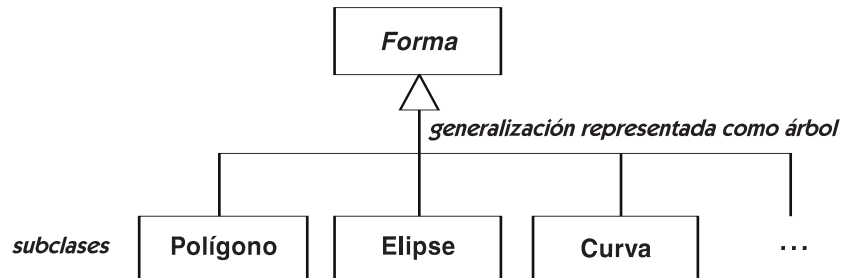 Forma
generalización representada como árbol
subclases
Polígono
Elipse
Curva
...